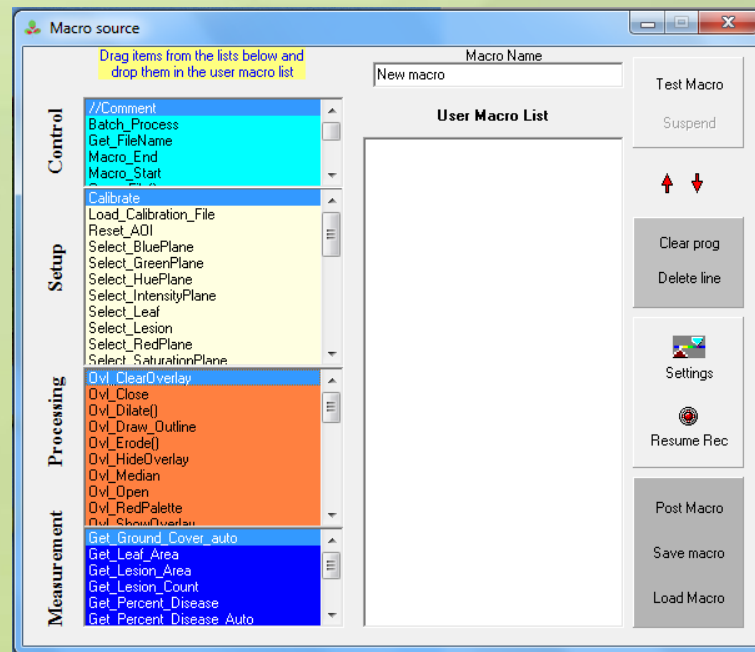 Macro source
Drag items from the lists below and
drop them in the user macro list
Control
//Comment
Batch_Process
Get_FileName
Macro_End
Macro_Start
Setup
Calibrate
Load_Calibration_File
Reset_AOI
Select_BluePlane
Select_GreenPlane
Select_HuePlane
Select_IntensityPlane
Select_Leaf
Select_Lesion
Select_RedPlane
Select_SaturationPlane
Processing
Ovl_ClearOverlay
Ovl_Close
Ovl_Dilate()
Ovl_Draw_Outline
Ovl_Erode()
Ovl_HideOverlay
Ovl_Median
Ovl_Open
Ovl_RedPalette
Ovl_ShowOverlay
Measurement
Get_Ground_Cover_auto
Get_Leaf_Area
Get_Lesion_Area
Get_Lesion_Count
Get_Percent_Disease
Get_Percent_Disease_Auto
Macro Name
New macro
User Macro List
Test Macro
Suspend
Clear prog
Delete line
Settings
Resume Rec
Post Macro
Save macro
Load Macro